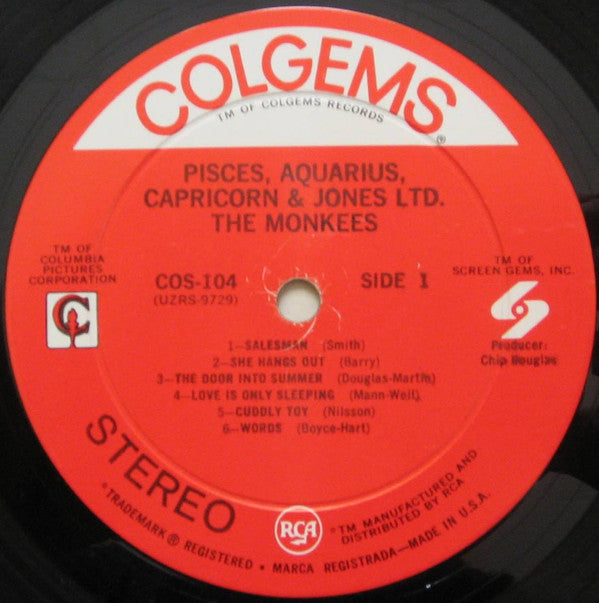 COLGEMS®
TM OF COLGEMS RECORDS
PISCES, AQUARIUS,
CAPRICORN & JONES LTD.
THE MONKEES
TM OF
COLUMBIA
PICTURES
CORPORATION
COS-104
(UZRS-9729)
SIDE 1
TM OF
SCREEN GEMS, INC.
Producer:
Chip Douglas
1—SALESMAN (Smith)
2—SHE HANGS OUT (Barry)
3—THE DOOR INTO SUMMER (Douglas-Martin)
4—LOVE IS ONLY SLEEPING (Mann-Weil)
5—CUDDLY TOY (Nilsson)
6—WORDS (Boyce-Hart)
STEREO
RCA
®TM MANUFACTURED AND
DISTRIBUTED BY RCA
®TRADEMARK ® REGISTERED • MARCA REGISTRADA—MADE IN U.S.A.